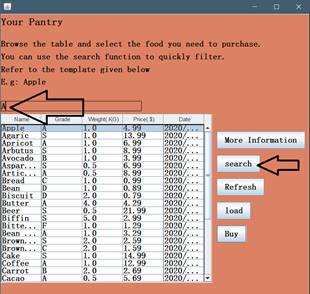 Your Pantry
Browse the table and select the food you need to purchase.
You can use the search function to quickly filter.
Refer to the template given below
E.g: Apple
A
Name Grade Weight( KG) Price( $) Date
Apple A 1.0 4.99 2020/...
Agaric S 1.0 13.99 2020/...
Apricot A 1.0 6.99 2020/...
Arbutus S 1.0 8.99 2020/...
Avocado B 1.0 3.99 2020/...
Aspar... S 0.5 6.99 2020/...
Artic... A 0.5 8.99 2020/...
Bread C 1.0 0.99 2020/...
Bean D 1.0 0.89 2020/...
Biscuit D 2.0 0.79 2020/...
Butter A 4.0 4.29 2020/...
Beer S 0.5 21.99 2020/...
Biffin S 5.0 2.99 2020/...
Bitte... F 1.0 1.29 2020/...
Bean ... A 1.0 3.29 2020/...
Brown... S 2.0 2.59 2020/...
Brown... C 2.0 1.59 2020/...
Cake S 1.0 14.99 2020/...
Coffee A 1.0 12.99 2020/...
Carrot B 2.0 2.69 2020/...
Cacao A 0.5 5.69 2020/...
More Information
search
Refresh
load
Buy